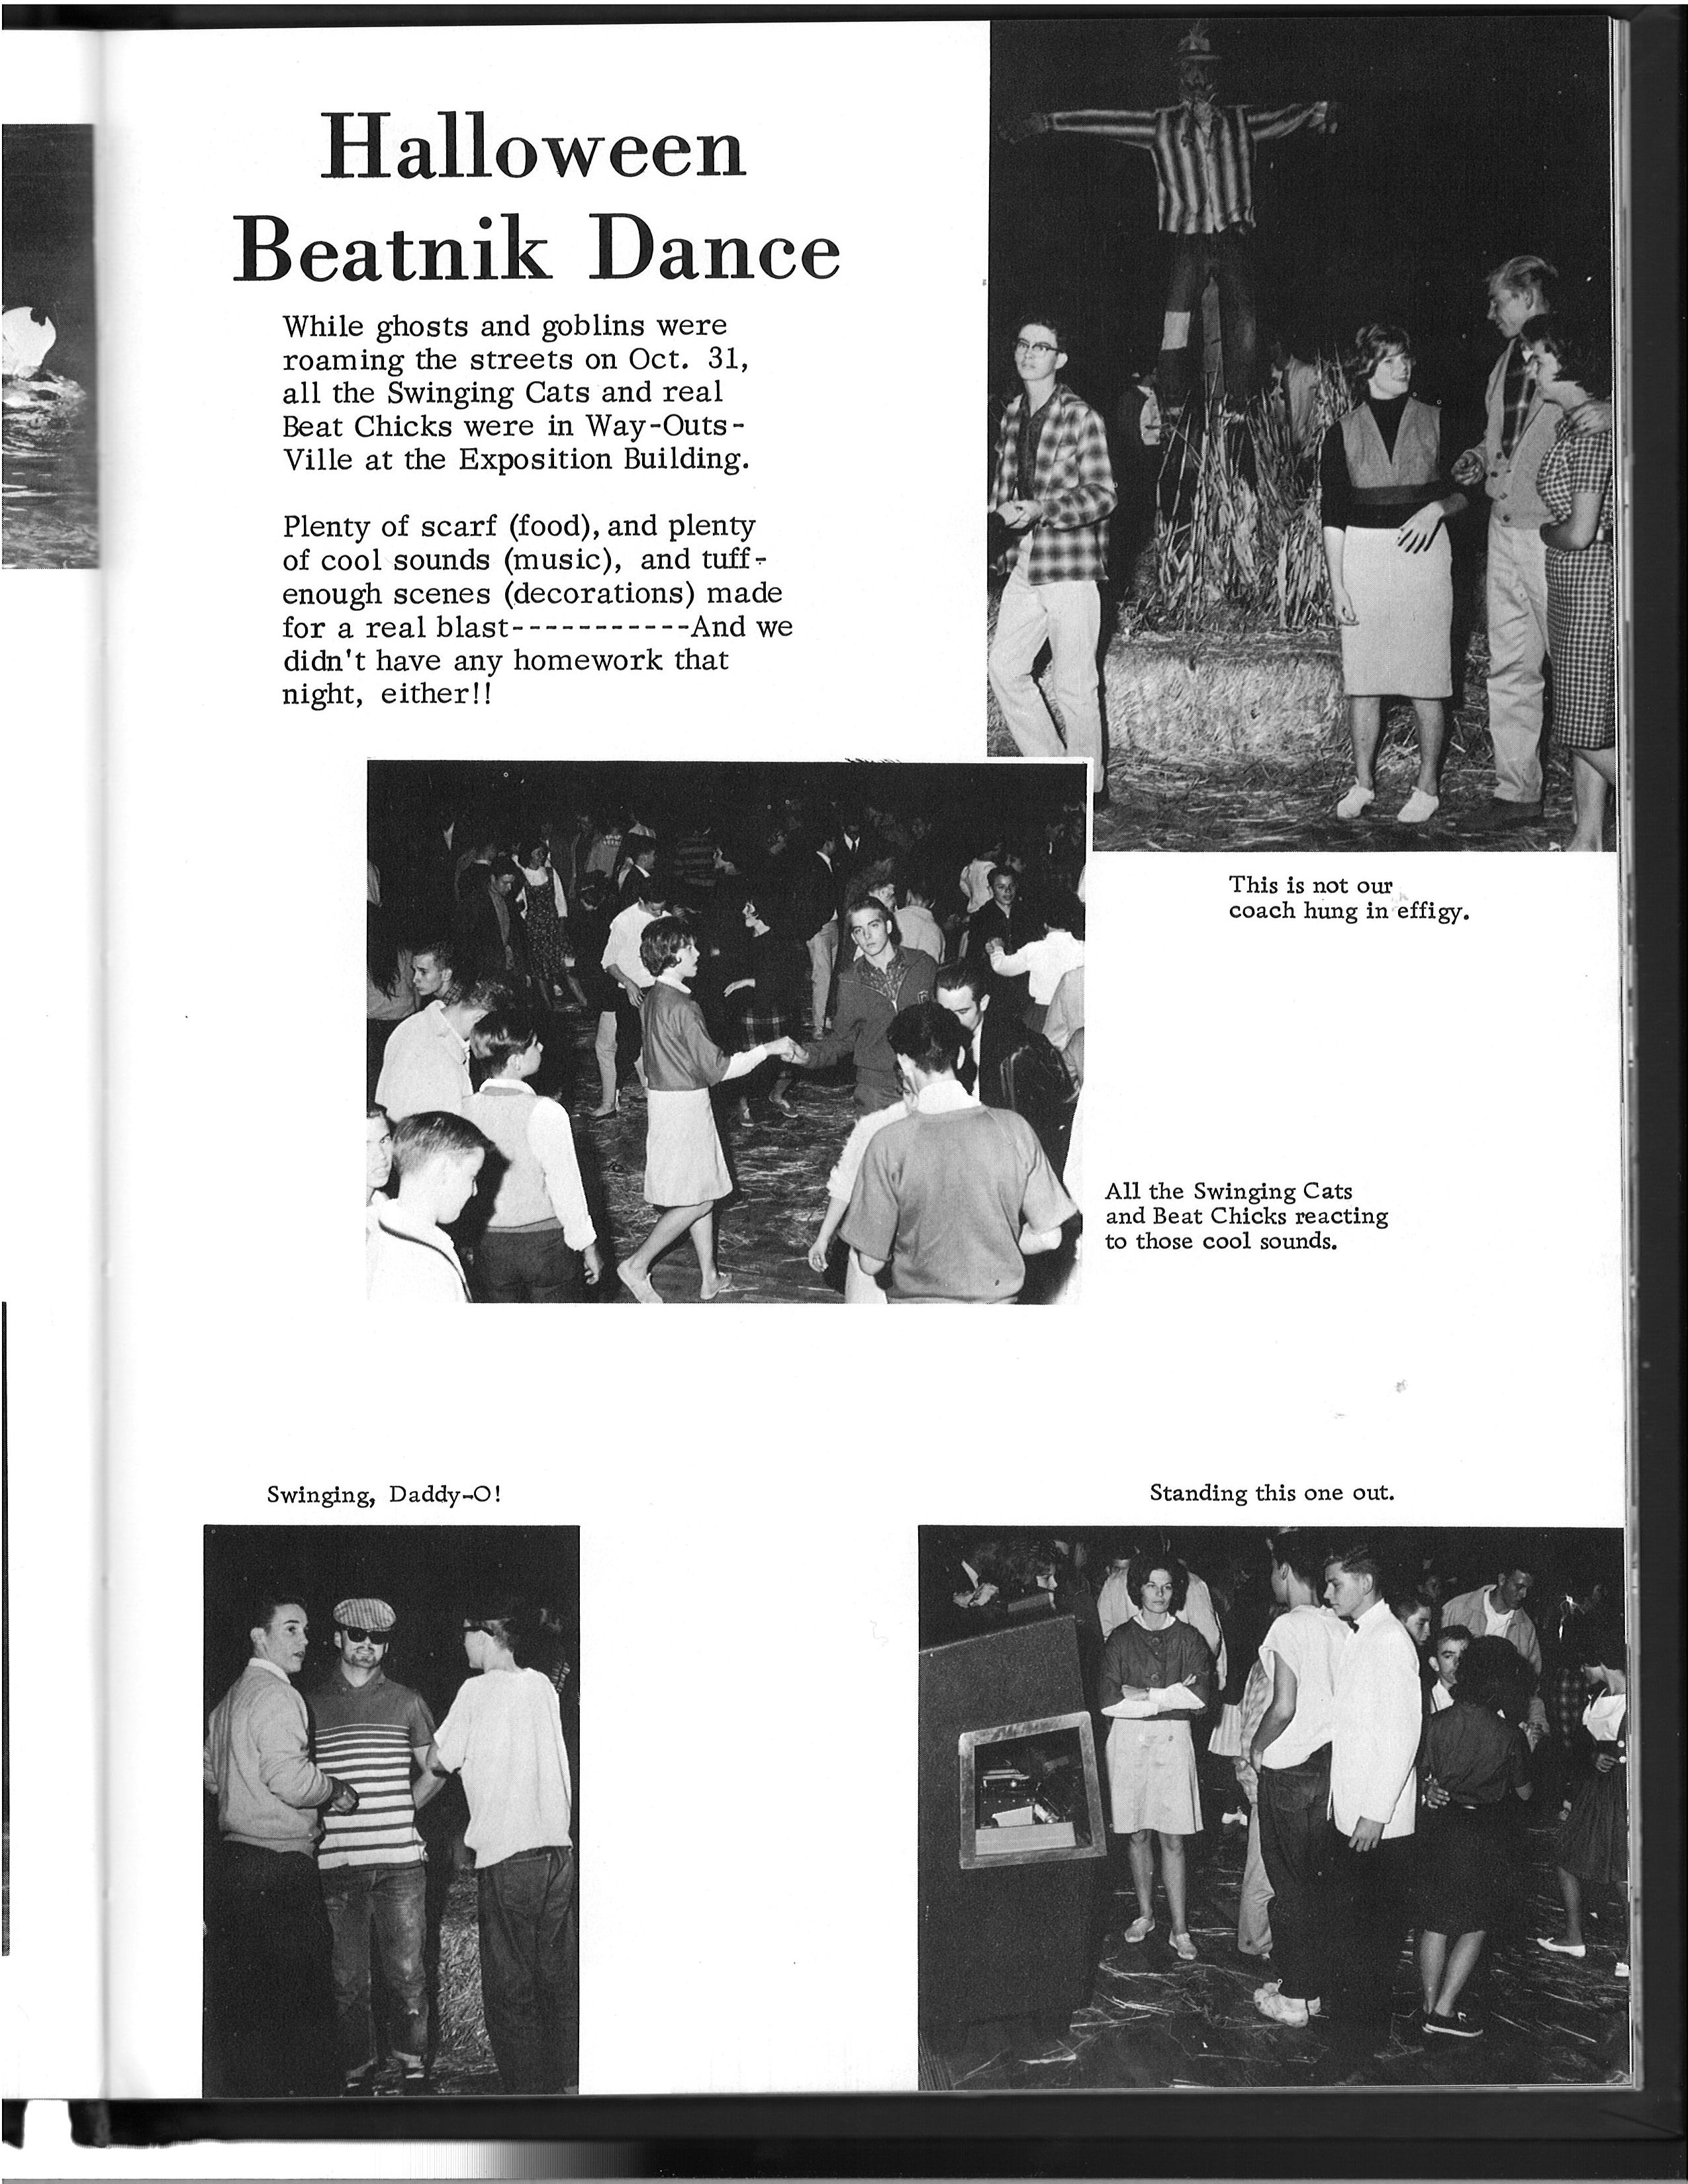 Halloween
Beatnik Dance
While ghosts and goblins were
roaming the streets on Oct. 31,
all the Swinging Cats and real
Beat Chicks were in Way-Outs-
Ville at the Exposition Building.
Plenty of scarf (food), and plenty
of cool sounds (music), and tuff-
enough scenes (decorations) made
for a real blast-----------And we
didn't have any homework that
night, either!!
This is not our
coach hung in effigy.
All the Swinging Cats
and Beat Chicks reacting
to those cool sounds.
Swinging, Daddy-O!
Standing this one out.